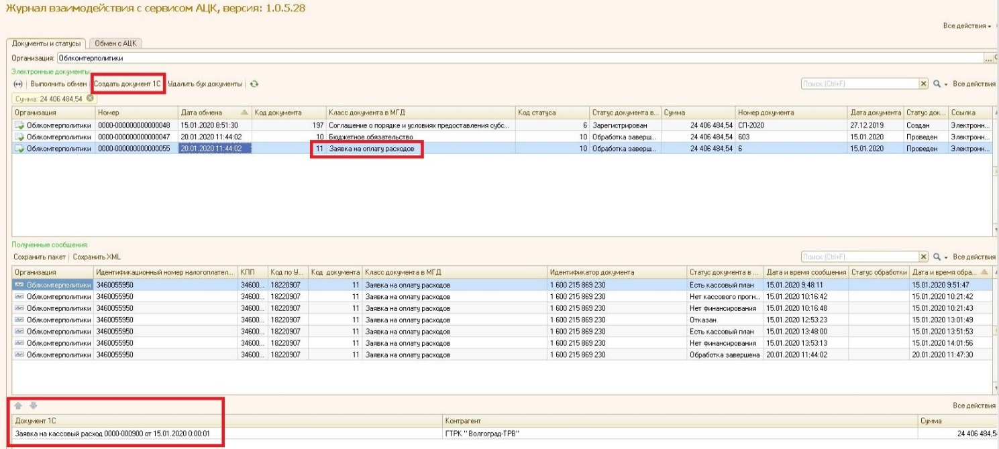 Журнал взаимодействия с сервисом АЦК, версия: 1.0.5.28
Все действия
Документы и статусы Обмен с АЦК
Организация: Облкомтерполитики ...
Электронные документы:
Выполнить обмен Создать документ 1С Удалить бух документы Поиск (Ctrl+F) Все действия
Сумма: 24 406 484,54
Организация Номер Дата обмена Код документа Класс документа в МГД Код статуса Статус документа в... Сумма Номер документа Дата документа Статус док... Ссылка
Облкомтерполитики 0000-000000000000048 15.01.2020 8:51:30 197 Соглашение о порядке и условиях предоставления субс... 6 Зарегистрирован 24 406 484,54 СП-2020 27.12.2019 Создан Электронн...
Облкомтерполитики 0000-000000000000047 20.01.2020 11:44:02 10 Бюджетное обязательство 10 Обработка заверш... 24 406 484,54 603 15.01.2020 Проведен Электронн...
Облкомтерполитики 0000-000000000000055 20.01.2020 11:44:02 11 Заявка на оплату расходов 10 Обработка заверш... 24 406 484,54 6 15.01.2020 Проведен Электронн...
Полученные сообщения:
Сохранить пакет Сохранить XML Поиск (Ctrl+F) Все действия
Организация Идентификационный номер налогоплател... КПП Код по У... Код документа Класс документа в МГД Идентификатор документа Статус документа в ... Дата и время сообщения Статус обработки Дата и время обра...
Облкомтерполитики 3460055950 34600... 18220907 11 Заявка на оплату расходов 1 600 215 869 230 Есть кассовый план 15.01.2020 9:48:11 15.01.2020 9:51:47
Облкомтерполитики 3460055950 34600... 18220907 11 Заявка на оплату расходов 1 600 215 869 230 Нет кассового прогн... 15.01.2020 10:16:42 15.01.2020 10:21:42
Облкомтерполитики 3460055950 34600... 18220907 11 Заявка на оплату расходов 1 600 215 869 230 Нет финансирования 15.01.2020 10:16:48 15.01.2020 10:21:43
Облкомтерполитики 3460055950 34600... 18220907 11 Заявка на оплату расходов 1 600 215 869 230 Отказан 15.01.2020 12:53:23 15.01.2020 13:01:49
Облкомтерполитики 3460055950 34600... 18220907 11 Заявка на оплату расходов 1 600 215 869 230 Есть кассовый план 15.01.2020 13:48:00 15.01.2020 13:51:53
Облкомтерполитики 3460055950 34600... 18220907 11 Заявка на оплату расходов 1 600 215 869 230 Нет финансирования 15.01.2020 13:53:13 15.01.2020 14:01:56
Облкомтерполитики 3460055950 34600... 18220907 11 Заявка на оплату расходов 1 600 215 869 230 Обработка завершена 20.01.2020 11:44:02 20.01.2020 11:47:30
Все действия
Документ 1С Контрагент Сумма
Заявка на кассовый расход 0000-000900 от 15.01.2020 0:00:01 ГТРК "Волгоград-ТРВ" 24 406 484,5